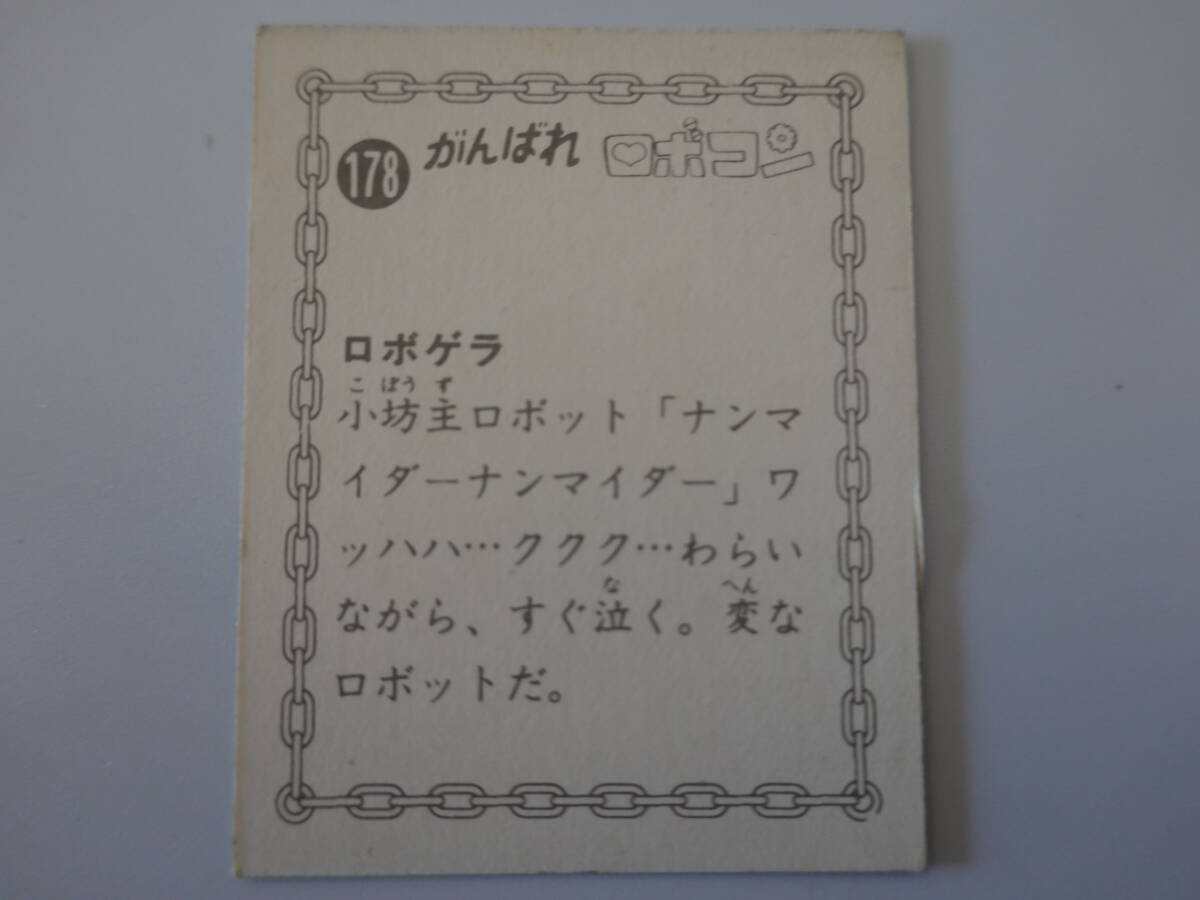 178 がんばれ ロボコン
ロボゲラ
こ ぼう ず
小坊主ロボット「ナンマ
イダーナンマイダー」ワ
ッハハ…ククク…わらい
な へん
ながら、すぐ泣く。変な
ロボットだ。